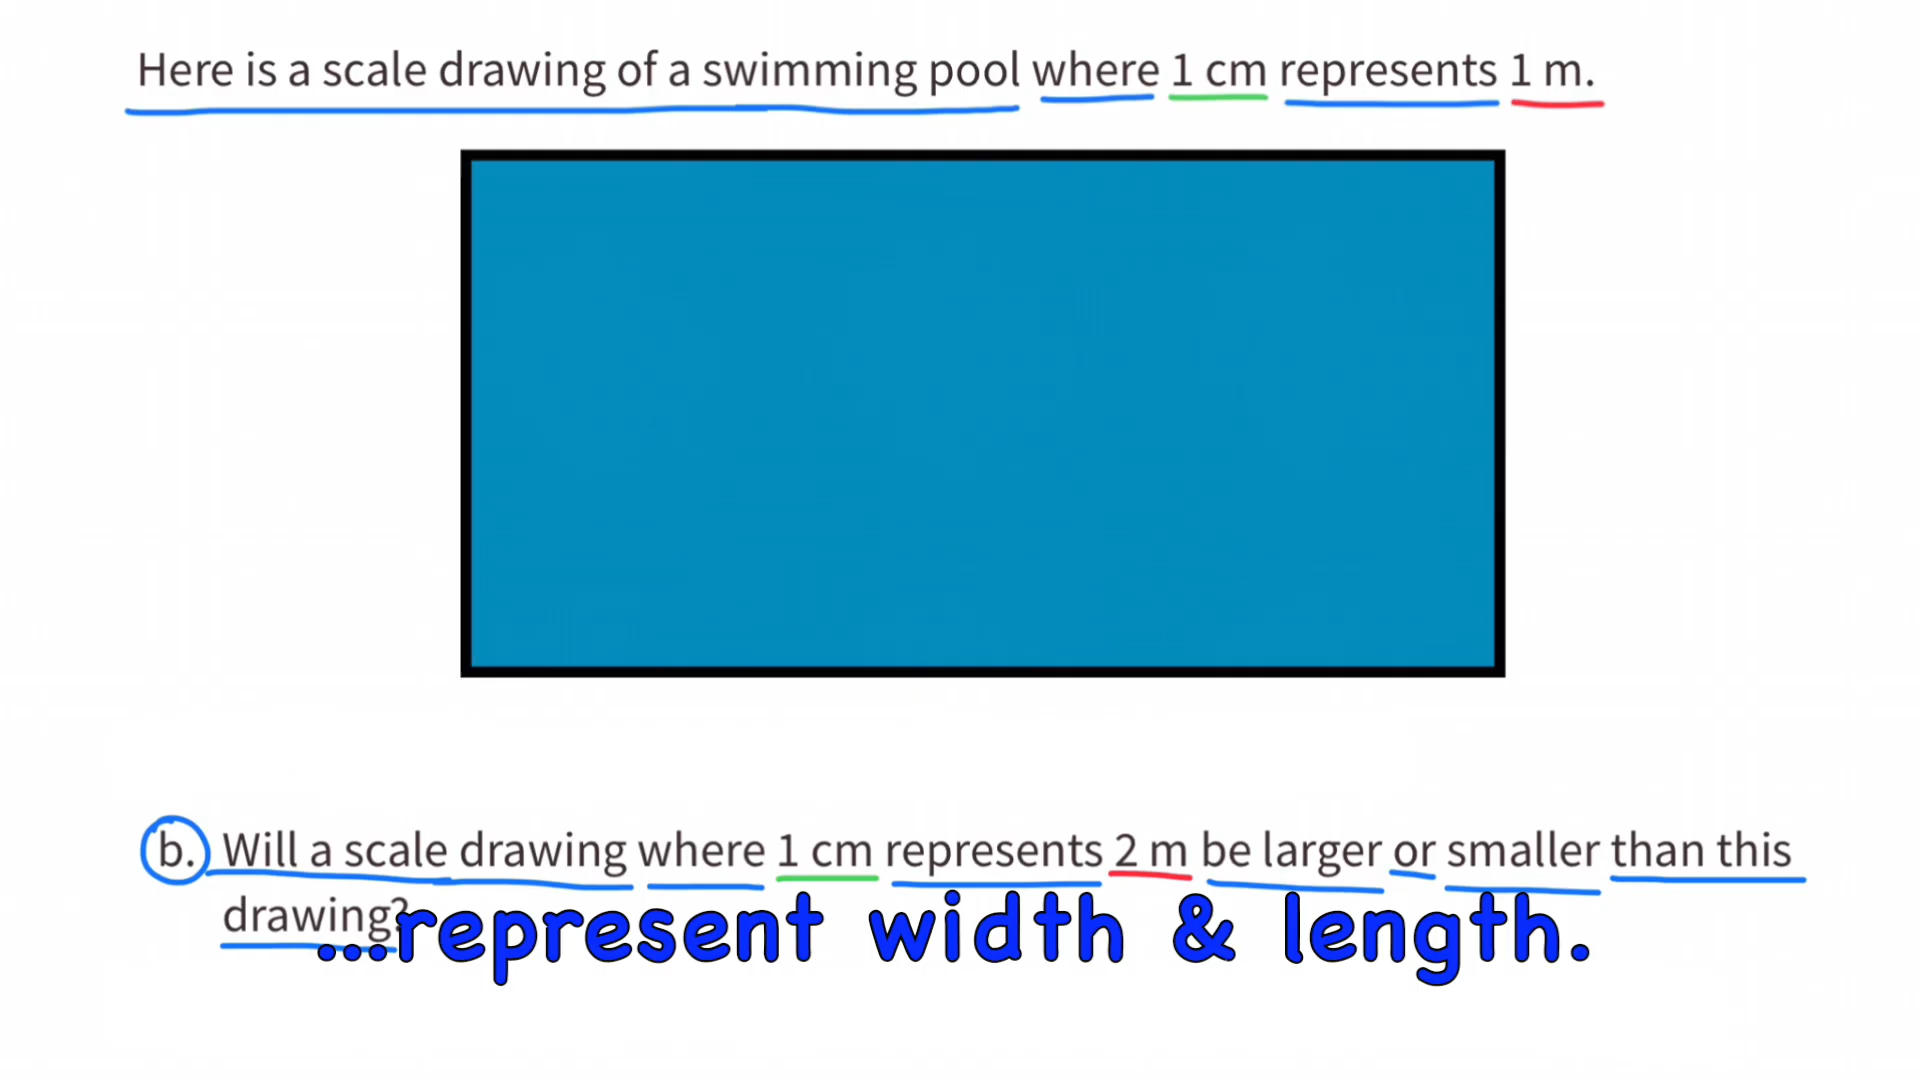 Here is a scale drawing of a swimming pool where 1 cm represents 1 m.
b. Will a scale drawing where 1 cm represents 2 m be larger or smaller than this
drawing?
...represent width & length.